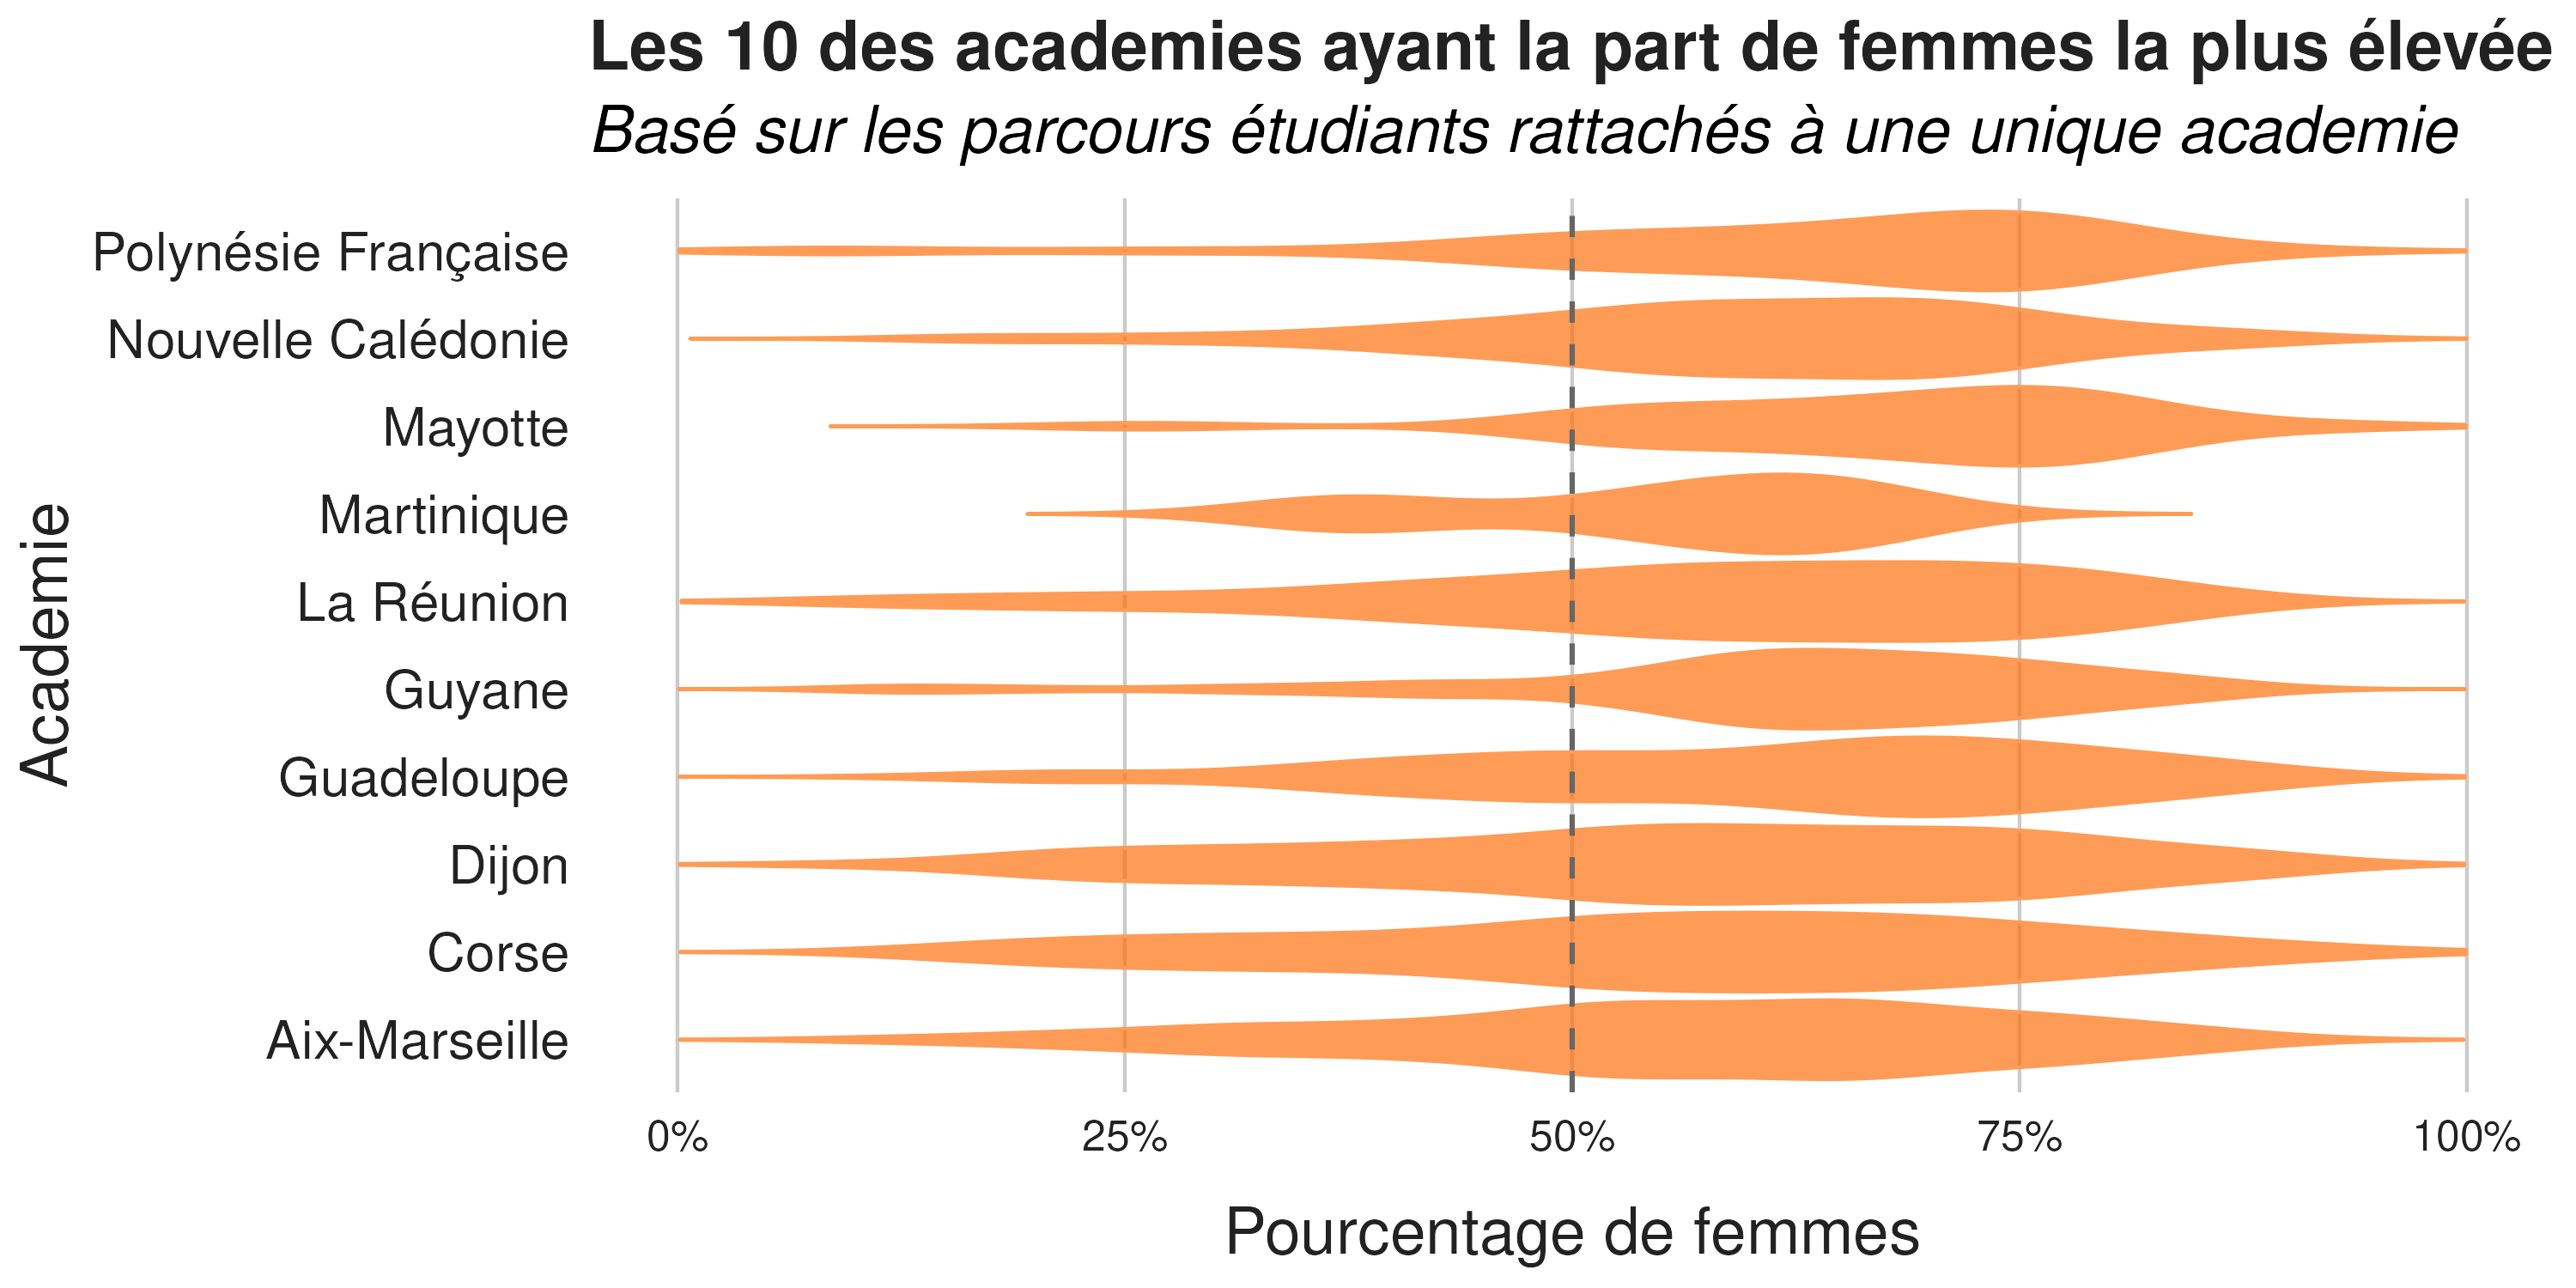 Les 10 des academies ayant la part de femmes la plus élevée
Basé sur les parcours étudiants rattachés à une unique academie
Academie
Polynésie Française
Nouvelle Calédonie
Mayotte
Martinique
La Réunion
Guyane
Guadeloupe
Dijon
Corse
Aix-Marseille
0%
25%
50%
75%
100%
Pourcentage de femmes